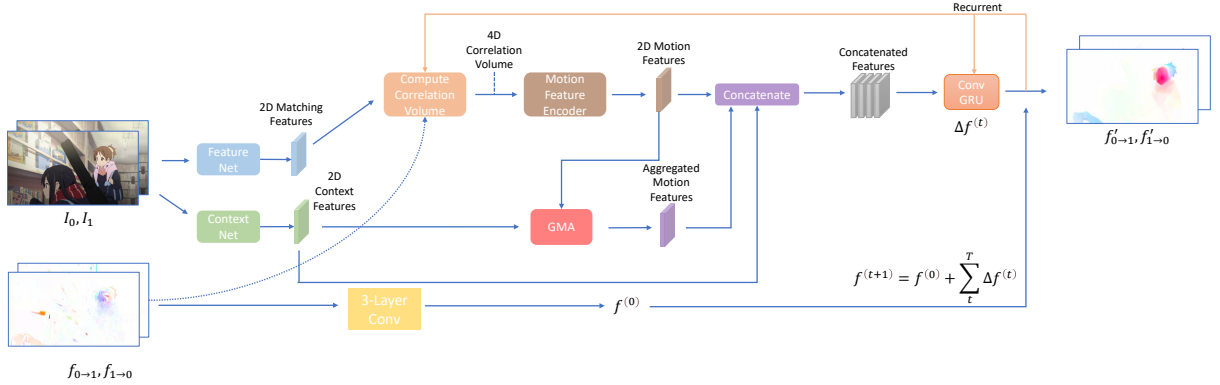 Recurrent
4D
Correlation
Volume
2D Motion
Features
Concatenated
Features
Compute
Correlation
Volume
Motion
Feature
Encoder
Concatenate
Conv
GRU
2D Matching
Features
Δf^(t)
f′0→1, f′1→0
Feature
Net
2D
Context
Features
Aggregated
Motion
Features
I0, I1
Context
Net
GMA
f^(t+1) = f^(0) + ∑_t^T Δf^(t)
3-Layer
Conv
f^(0)
f0→1, f1→0